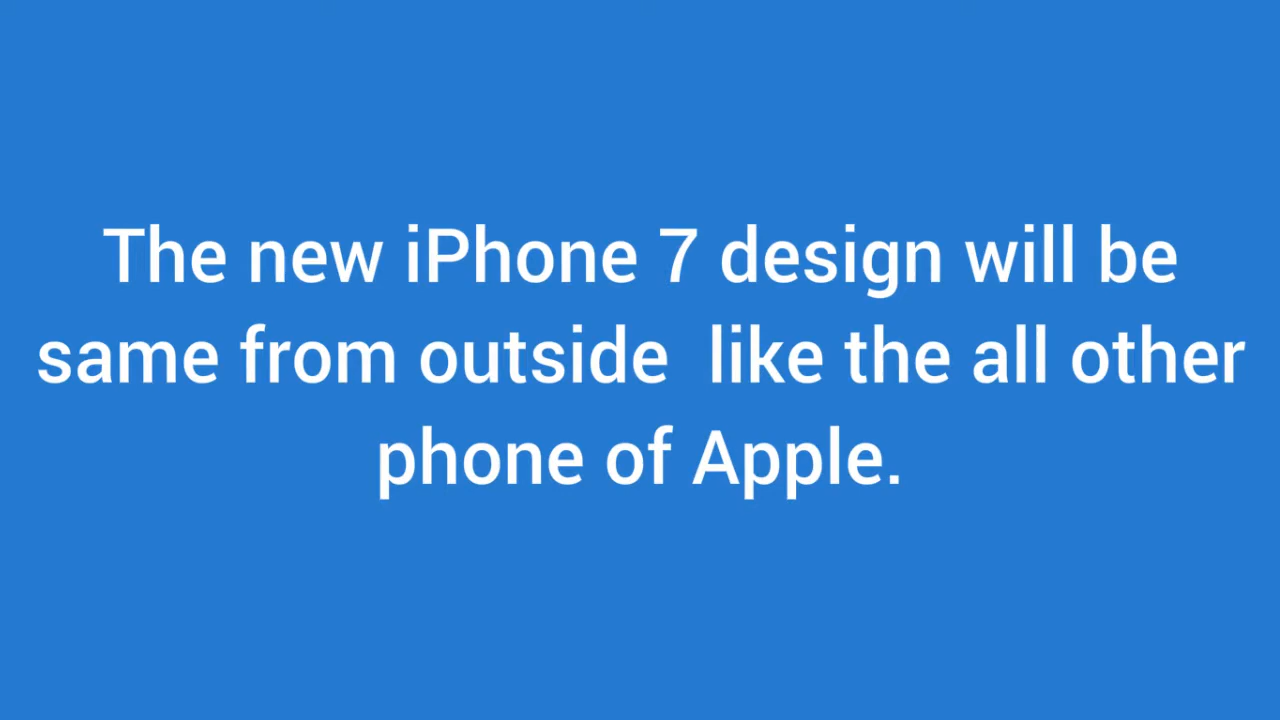 The new iPhone 7 design will be
same from outside  like the all other
phone of Apple.